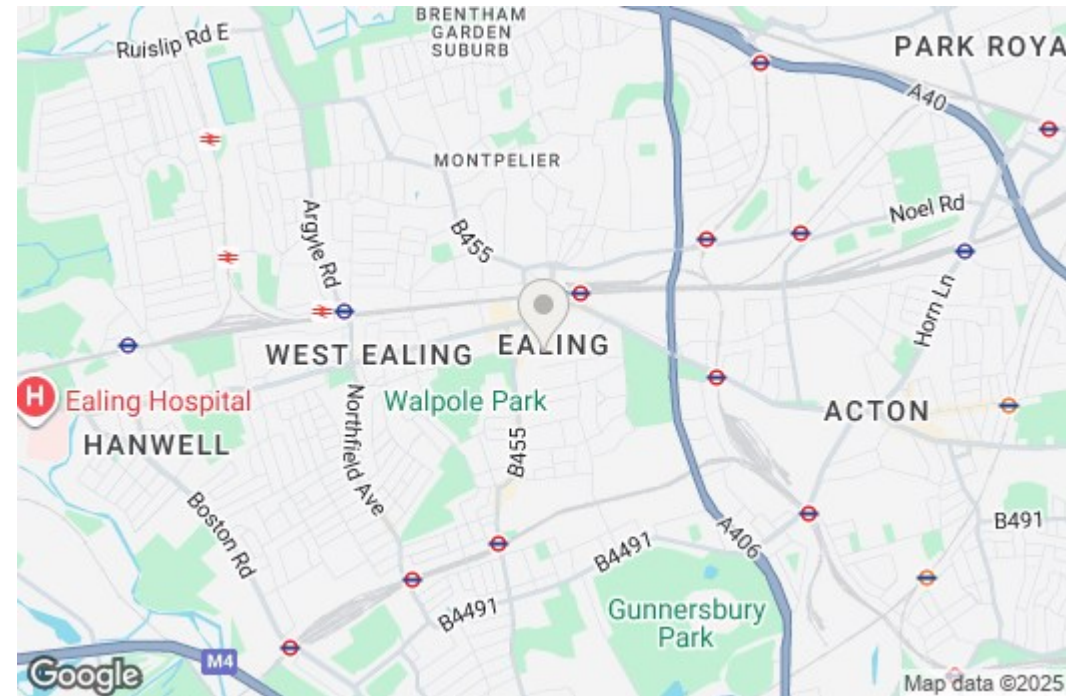 BRENTHAM
GARDEN
SUBURB
Ruislip Rd E
PARK ROYA
A40
MONTPELIER
Argyle Rd
B455
Noel Rd
Horn Ln
WEST EALING
EALING
H
Ealing Hospital
Walpole Park
ACTON
HANWELL
Northfield Ave
B455
Boston Rd
A406
B491
B4491
B4491
Gunnersbury
Park
M4
Google
Map data ©2025